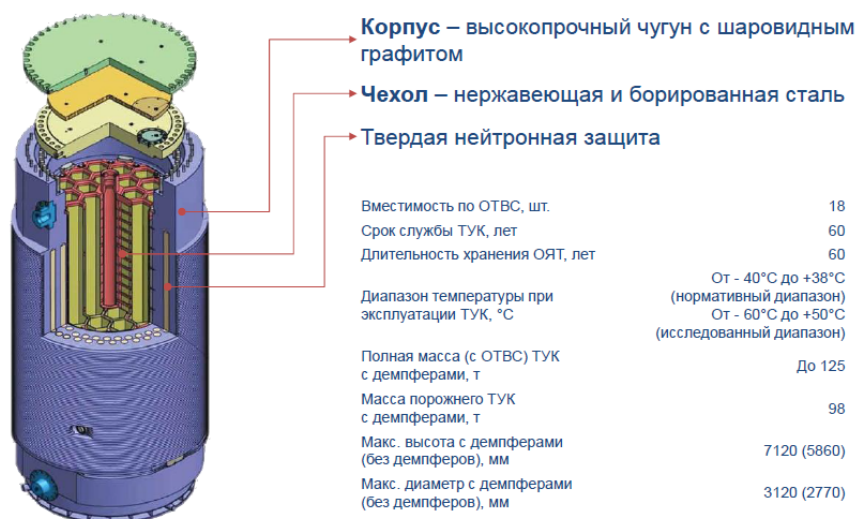 Корпус – высокопрочный чугун с шаровидным
графитом
Чехол – нержавеющая и борированная сталь
Твердая нейтронная защита
Вместимость по ОТВС, шт. 18
Срок службы ТУК, лет 60
Длительность хранения ОЯТ, лет 60
Диапазон температуры при
эксплуатации ТУК, °С
От - 40°С до +38°С
(нормативный диапазон)
От - 60°С до +50°С
(исследованный диапазон)
Полная масса (с ОТВС) ТУК
с демпферами, т
До 125
Масса порожнего ТУК
с демпферами, т
98
Макс. высота с демпферами
(без демпферов), мм
7120 (5860)
Макс. диаметр с демпферами
(без демпферов), мм
3120 (2770)